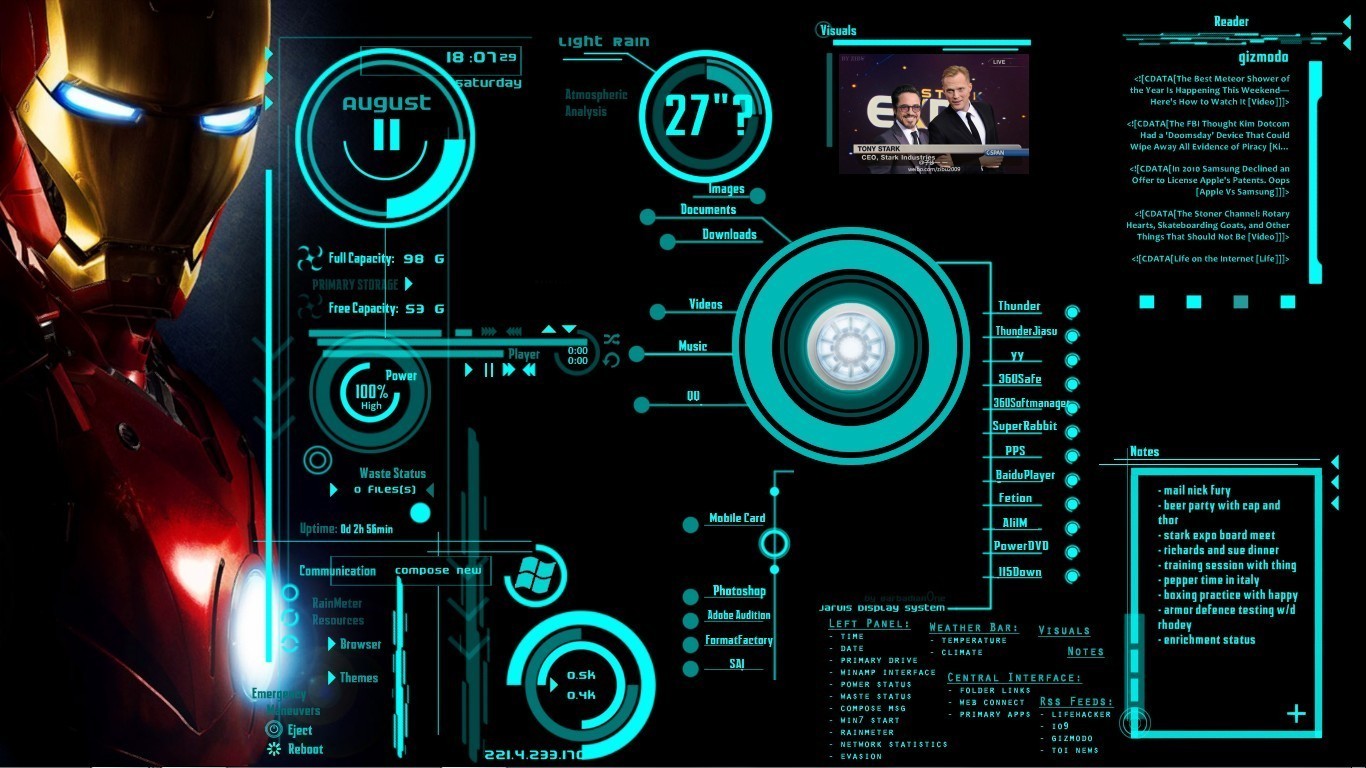 18:07 29
saturday
August
11
Full Capacity: 98 G
PRIMARY STORAGE
Free Capacity: 53 G
Player
0:00
0:00
Power
100%
High
Waste Status
0 File(s)
Uptime: 0d 2h 56min
Communication
compose new
RainMeter
Resources
Browser
Themes
Emergency
Maneuvers
Eject
Reboot
0.5k
0.4k
221.4.233.170
Light Rain
Atmospheric
Analysis
27"?
Images
Documents
Downloads
Videos
Music
QQ
Mobile Card
Photoshop
Adobe Audition
FormatFactory
SAI
Visuals
LIVE
TONY STARK
CEO, Stark Industries
CSPAN
Thunder
ThunderJiasu
yy
360Safe
360Softmanager
SuperRabbit
PPS
BaiduPlayer
Fetion
AliIM
PowerDVD
115Down
Jarvis Display System
Left Panel:
- Time
- Date
- Primary Drive
- Winamp Interface
- Power Status
- Waste Status
- Compose Msg
- Win7 Start
- Rainmeter
- Network Statistics
- Evasion
Weather Bar:
- Temperature
- Climate
Central Interface:
- Folder Links
- Web Connect
- Primary Apps
Visuals
Notes
Rss Feeds:
- Lifehacker
- io9
- Gizmodo
- Toi News
Reader
gizmodo
<![CDATA[The Best Meteor Shower of
the Year Is Happening This Weekend—
Here's How to Watch It [Video]]]>
<![CDATA[The FBI Thought Kim Dotcom
Had a 'Doomsday' Device That Could
Wipe Away All Evidence of Piracy [Ki...
<![CDATA[In 2010 Samsung Declined an
Offer to License Apple's Patents. Oops
[Apple Vs Samsung]]]>
<![CDATA[The Stoner Channel: Rotary
Hearts, Skateboarding Goats, and Other
Things That Should Not Be [Video]]]>
<![CDATA[Life on the Internet [Life]]]>
Notes
- mail nick fury
- beer party with cap and
thor
- stark expo board meet
- richards and sue dinner
- training session with thing
- pepper time in italy
- boxing practice with happy
- armor defence testing w/d
rhodey
- enrichment status